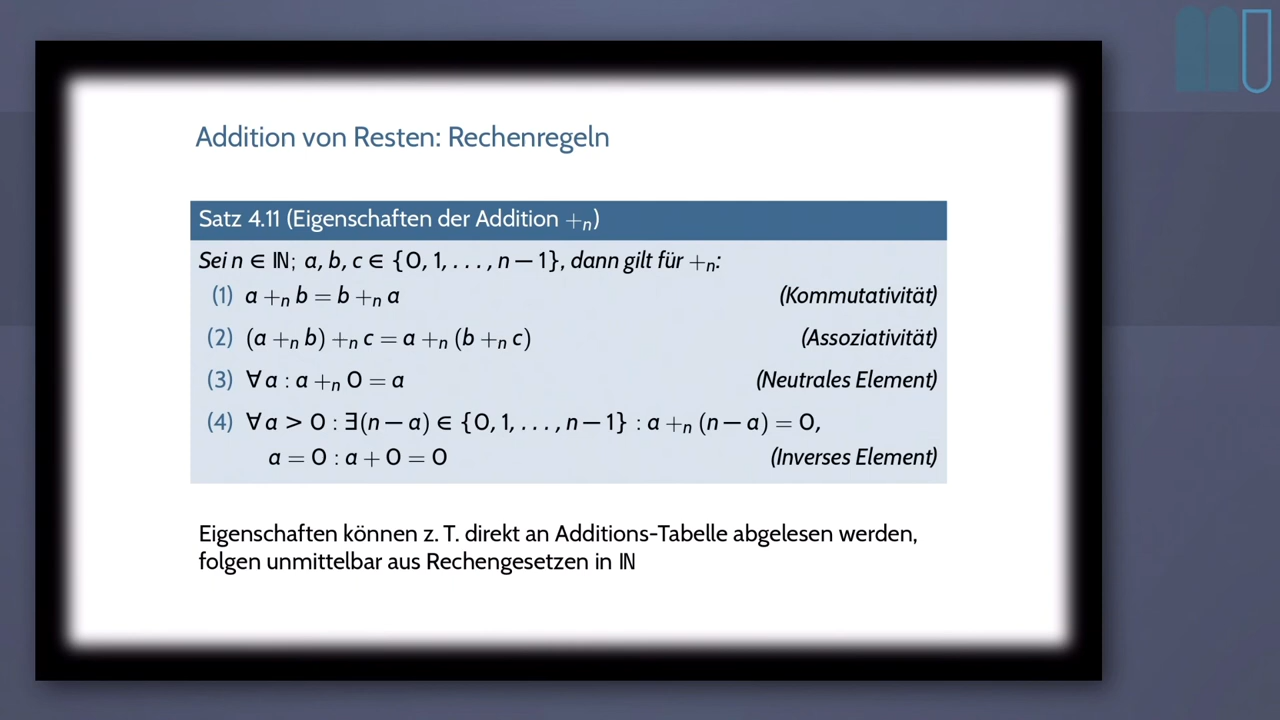 Addition von Resten: Rechenregeln
Satz 4.11 (Eigenschaften der Addition +ₙ)
Sei n ∈ ℕ; a, b, c ∈ {0, 1, . . . , n − 1}, dann gilt für +ₙ:
(1) a +ₙ b = b +ₙ a (Kommutativität)
(2) (a +ₙ b) +ₙ c = a +ₙ (b +ₙ c) (Assoziativität)
(3) ∀ a : a +ₙ 0 = a (Neutrales Element)
(4) ∀ a > 0 : ∃(n − a) ∈ {0, 1, . . . , n − 1} : a +ₙ (n − a) = 0,
a = 0 : a + 0 = 0 (Inverses Element)
Eigenschaften können z. T. direkt an Additions-Tabelle abgelesen werden,
folgen unmittelbar aus Rechengesetzen in ℕ